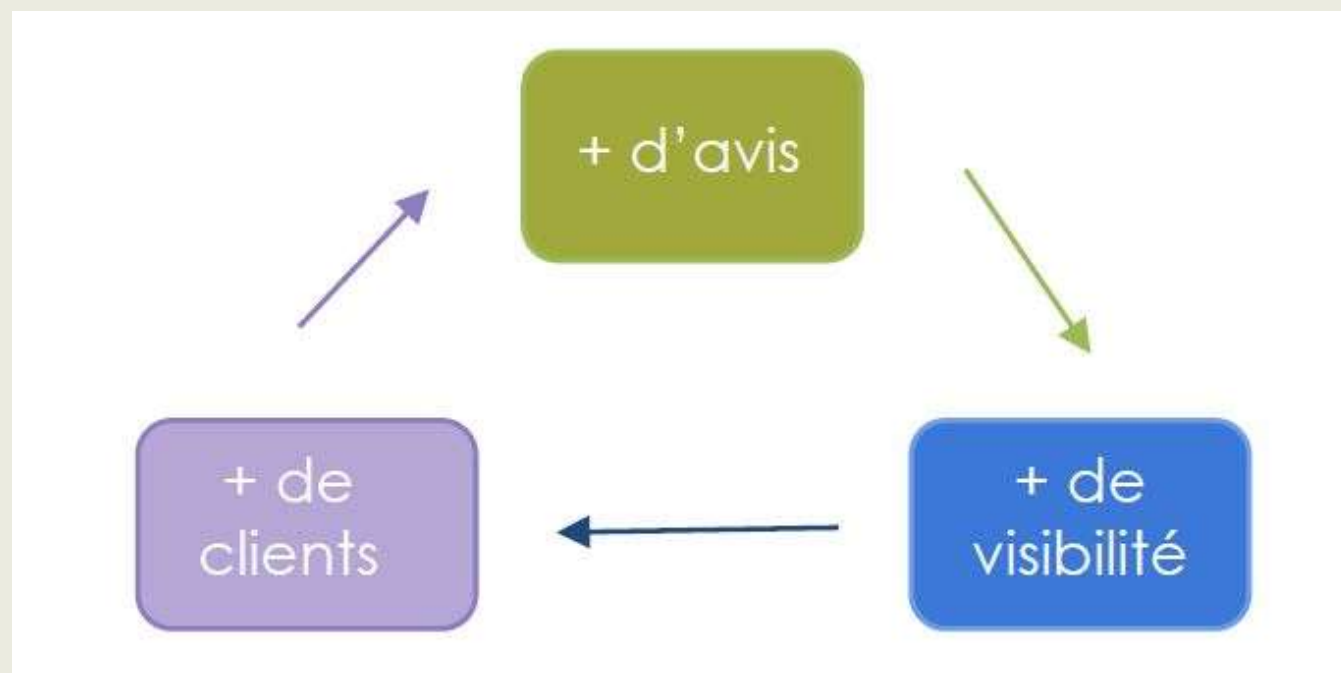 + d’avis
+ de
clients
+ de
visibilité